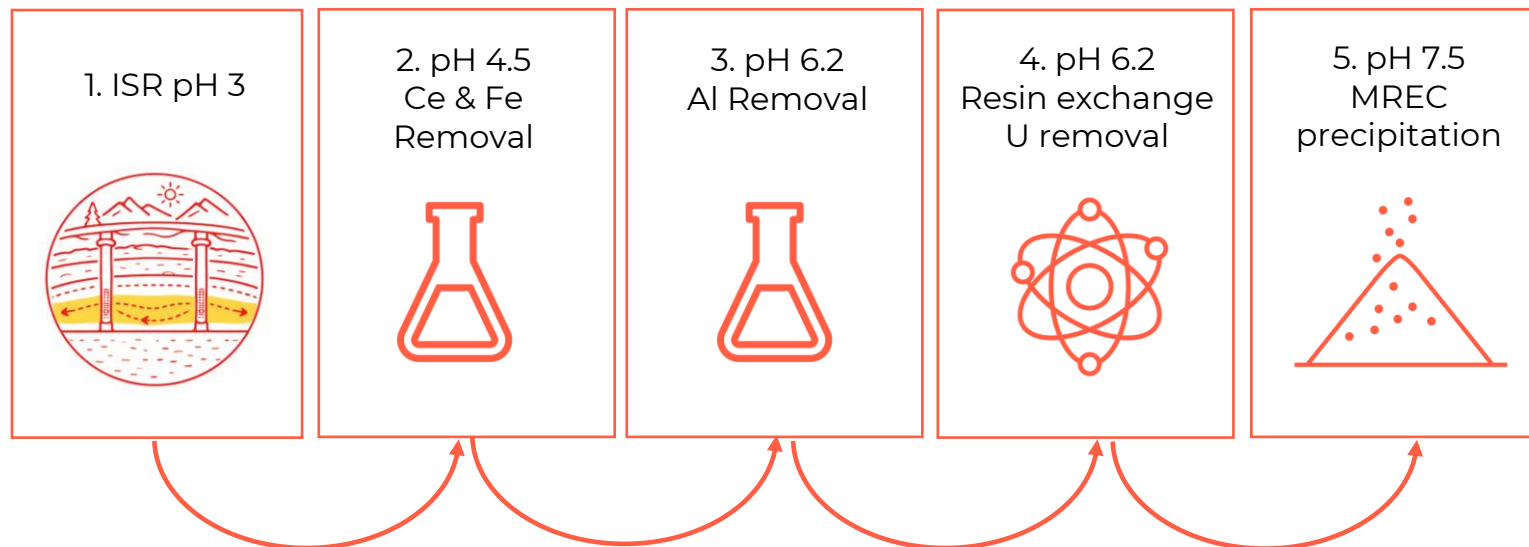 1. ISR pH 3
2. pH 4.5
Ce & Fe
Removal
3. pH 6.2
Al Removal
4. pH 6.2
Resin exchange
U removal
5. pH 7.5
MREC
precipitation